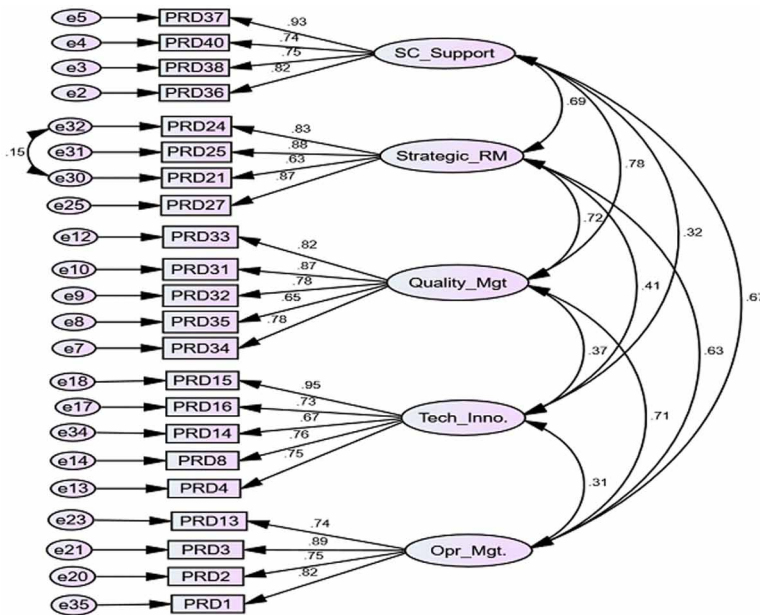 e5 PRD37 .93
e4 PRD40 .74
e3 PRD38 .75 SC_Support
e2 PRD36 .82
.69
e32 PRD24 .83
.15 e31 PRD25 .88 Strategic_RM .78
e30 PRD21 .63
e25 PRD27 .87
.72 .32
e12 PRD33 .82
e10 PRD31 .87
e9 PRD32 .78 Quality_Mgt .41 .67
e8 PRD35 .65
e7 PRD34 .78
.37 .63
e18 PRD15 .95
e17 PRD16 .73
e34 PRD14 .67 Tech_Inno. .71
e14 PRD8 .76
e13 PRD4 .75
.31
e23 PRD13 .74
e21 PRD3 .89 Opr_Mgt.
e20 PRD2 .75
e35 PRD1 .82